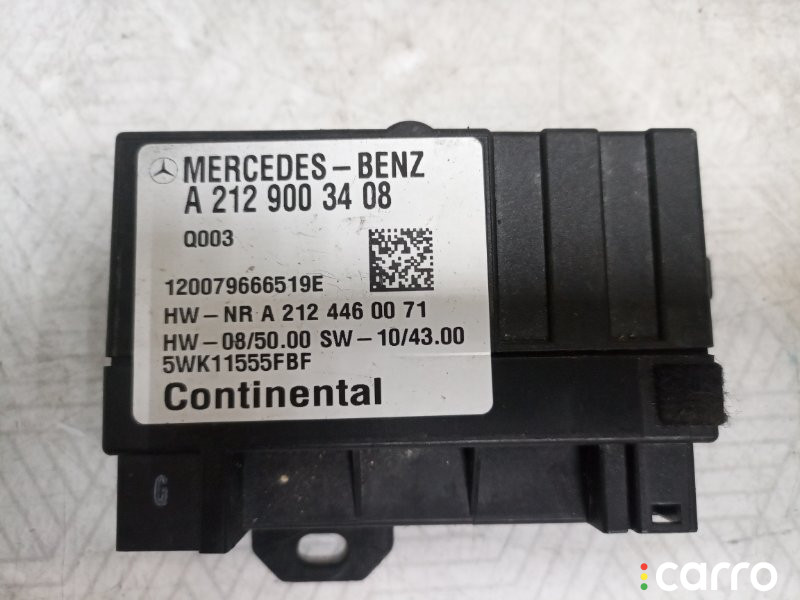 MERCEDES-BENZ
A 212 900 34 08
Q003
120079666519E
HW-NR A 212 446 00 71
HW-08/50.00 SW-10/43.00
5WK11555FBF
Continental
carro